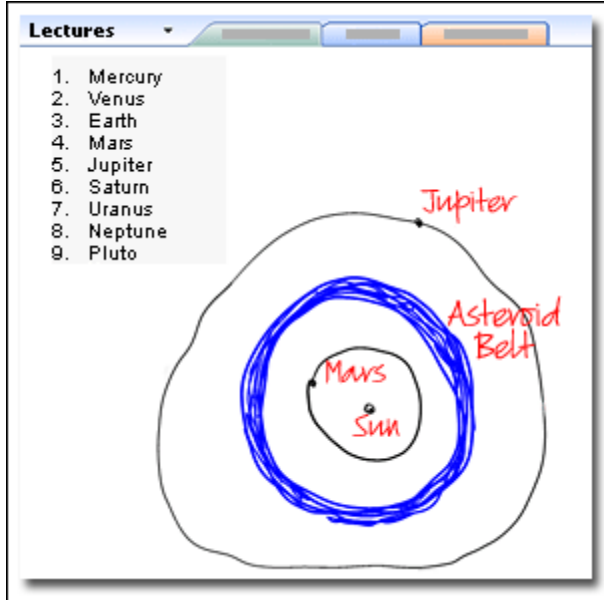 Lectures
1. Mercury
2. Venus
3. Earth
4. Mars
5. Jupiter
6. Saturn
7. Uranus
8. Neptune
9. Pluto
Jupiter
Asteroid
Belt
Mars
Sun